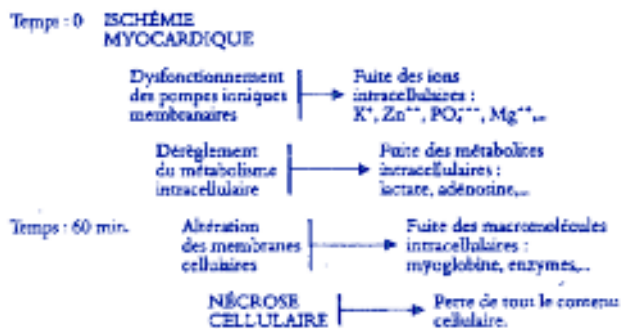 Temps : 0 ISCHÉMIE
MYOCARDIQUE
Dysfonctionnement
des pompes ioniques
membranaires
Fuite des ions
intracellulaires :
K⁺, Zn⁺⁺, PO₄⁻⁻⁻, Mg⁺⁺...
Dérèglement
du métabolisme
intracellulaire
Fuite des métabolites
intracellulaires :
lactate, adénosine,...
Temps : 60 min.
Altération
des membranes
cellulaires
Fuite des macromolécules
intracellulaires :
myoglobine, enzymes,...
NÉCROSE
CELLULAIRE
Perte de tout le contenu
cellulaire.